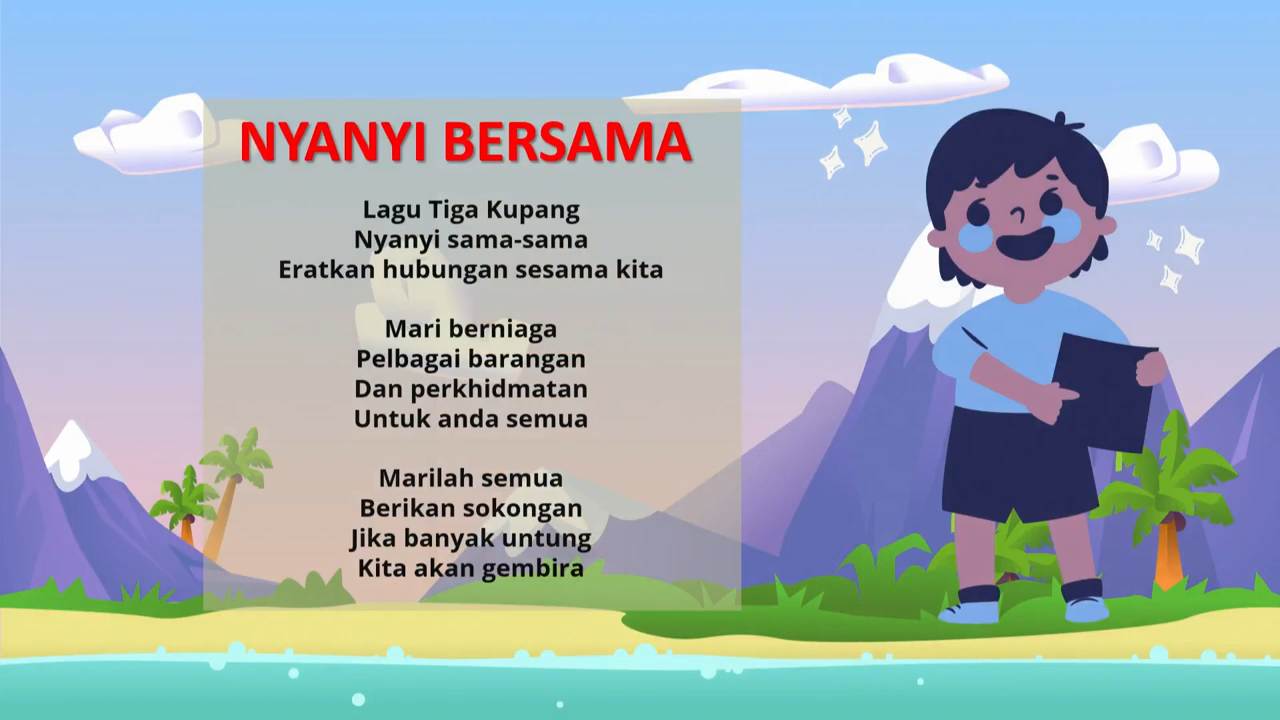 NYANYI BERSAMA
Lagu Tiga Kupang
Nyanyi sama-sama
Eratkan hubungan sesama kita
Mari berniaga
Pelbagai barangan
Dan perkhidmatan
Untuk anda semua
Marilah semua
Berikan sokongan
Jika banyak untung
Kita akan gembira